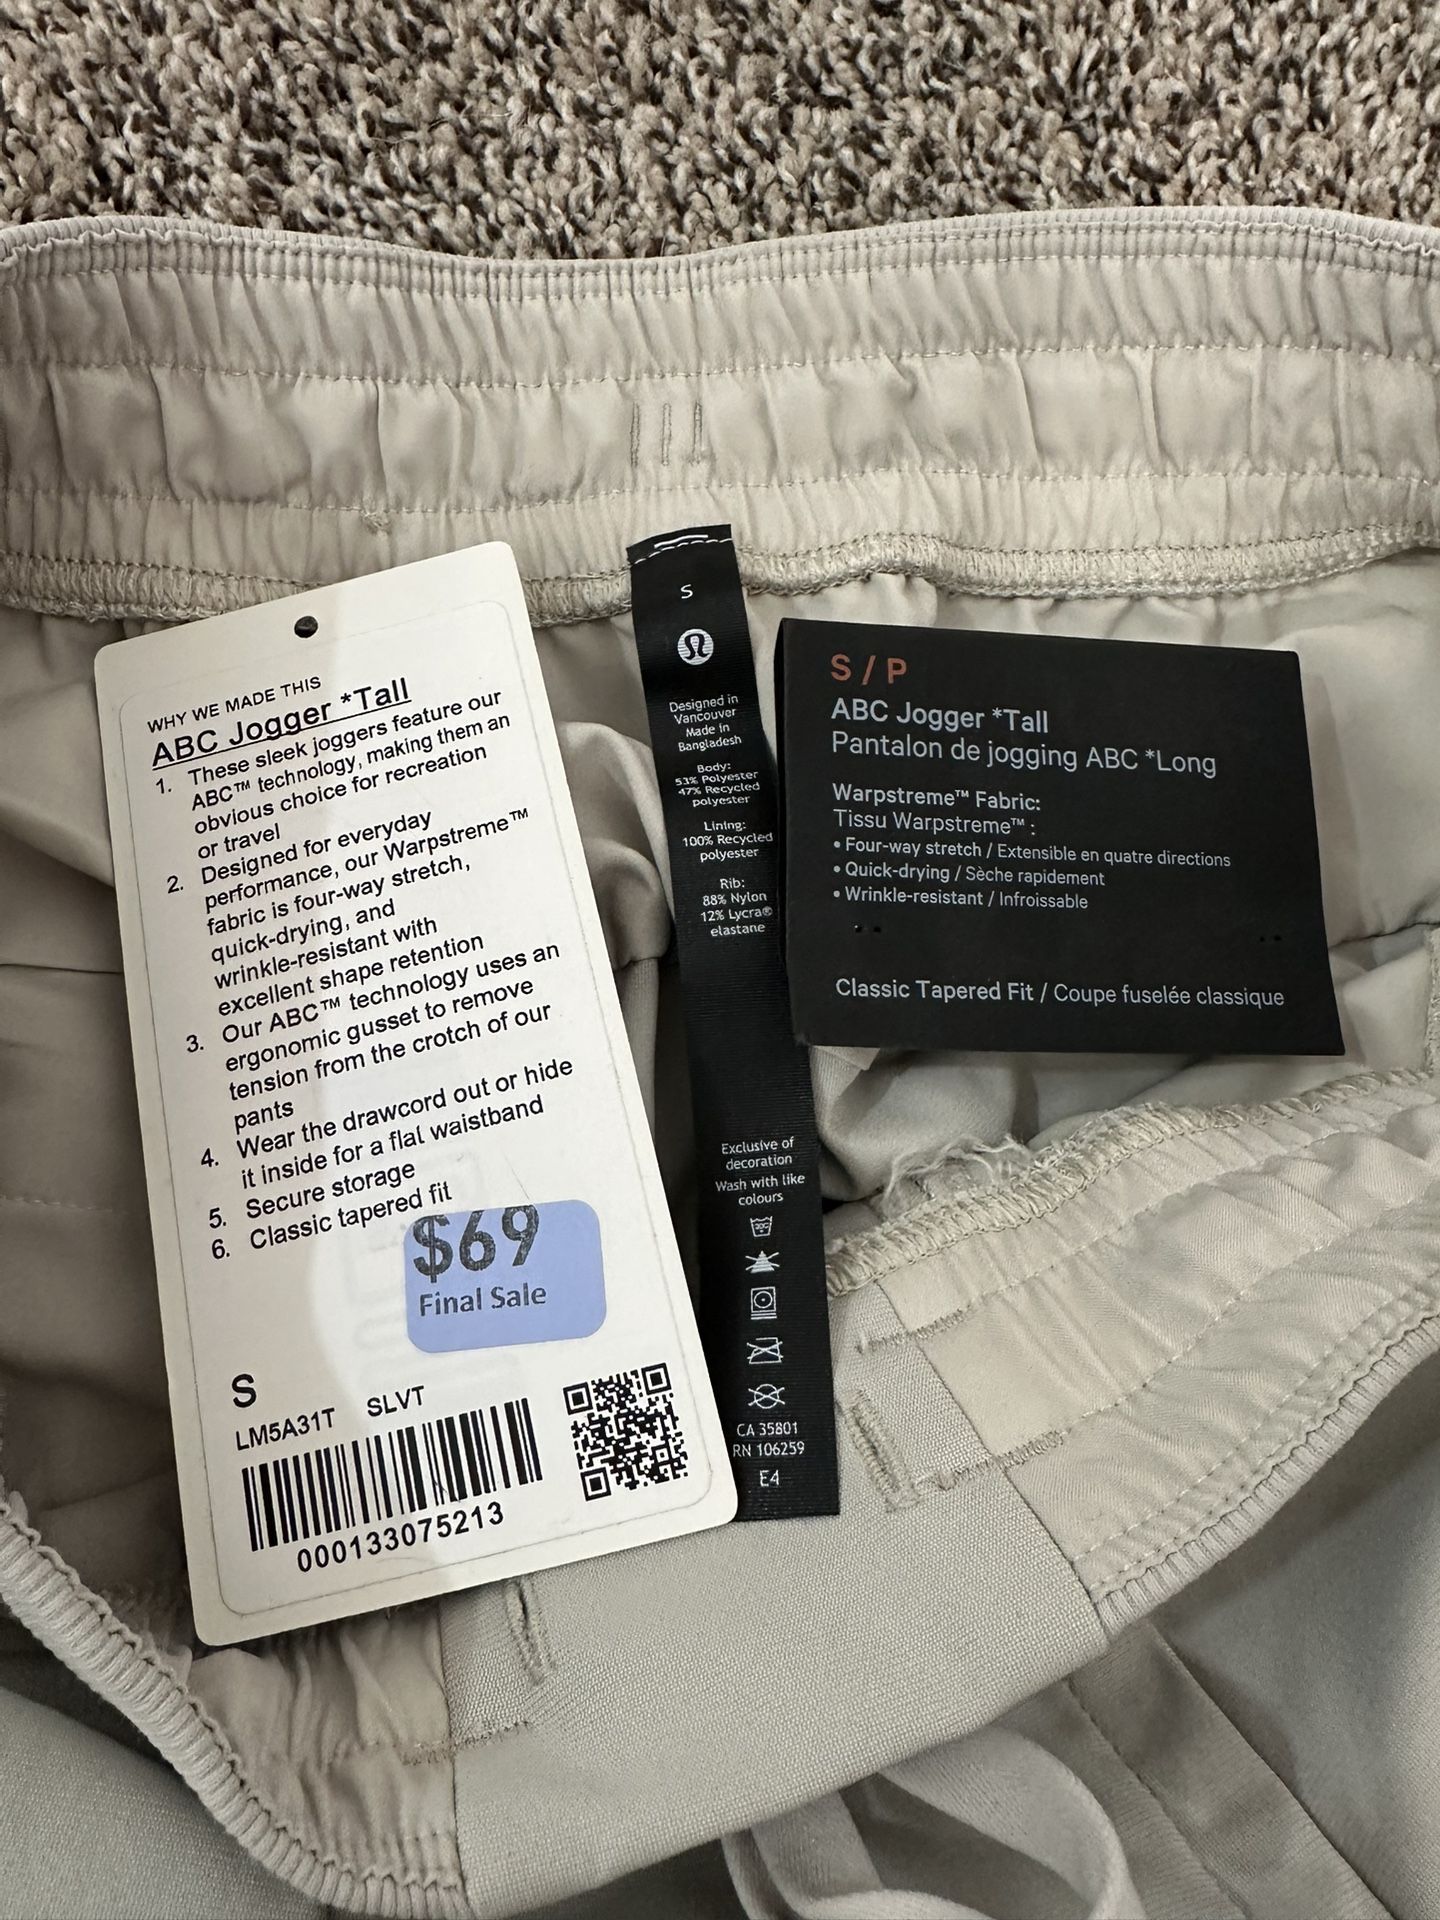 WHY WE MADE THIS
ABC Jogger *Tall
1. These sleek joggers feature our
ABC™ technology, making them an
obvious choice for recreation
or travel
2. Designed for everyday
performance, our Warpstreme™
fabric is four-way stretch,
quick-drying, and
wrinkle-resistant with
excellent shape retention
3. Our ABC™ technology uses an
ergonomic gusset to remove
tension from the crotch of our
pants
4. Wear the drawcord out or hide
it inside for a flat waistband
5. Secure storage
6. Classic tapered fit
$69
Final Sale
S
LM5A31T SLVT
000133075213
S
Designed in
Vancouver
Made in
Bangladesh
Body:
53% Polyester
47% Recycled
polyester
Lining:
100% Recycled
polyester
Rib:
88% Nylon
12% Lycra®
elastane
Exclusive of
decoration
Wash with like
colours
30C
CA 35801
RN 106259
E4
S / P
ABC Jogger *Tall
Pantalon de jogging ABC *Long
Warpstreme™ Fabric:
Tissu Warpstreme™ :
• Four-way stretch / Extensible en quatre directions
• Quick-drying / Sèche rapidement
• Wrinkle-resistant / Infroissable
Classic Tapered Fit / Coupe fuselée classique